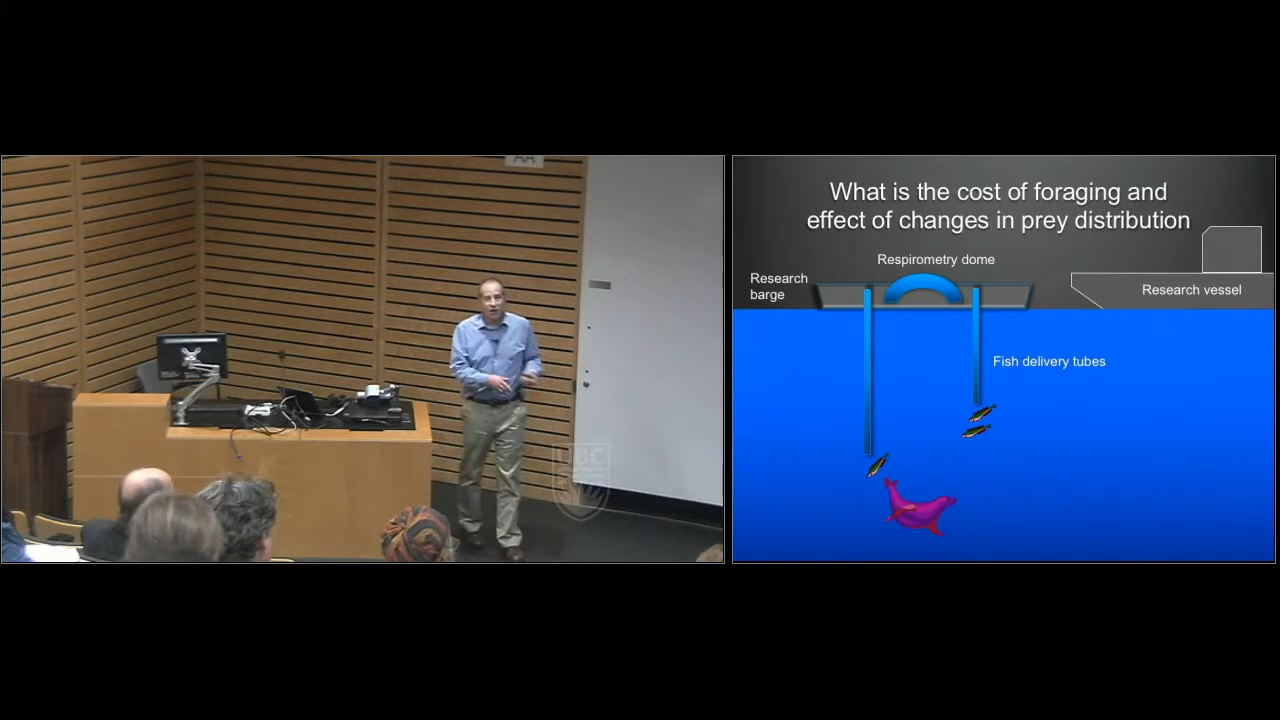 What is the cost of foraging and
effect of changes in prey distribution
Respirometry dome
Research
barge
Research vessel
Fish delivery tubes
UBC